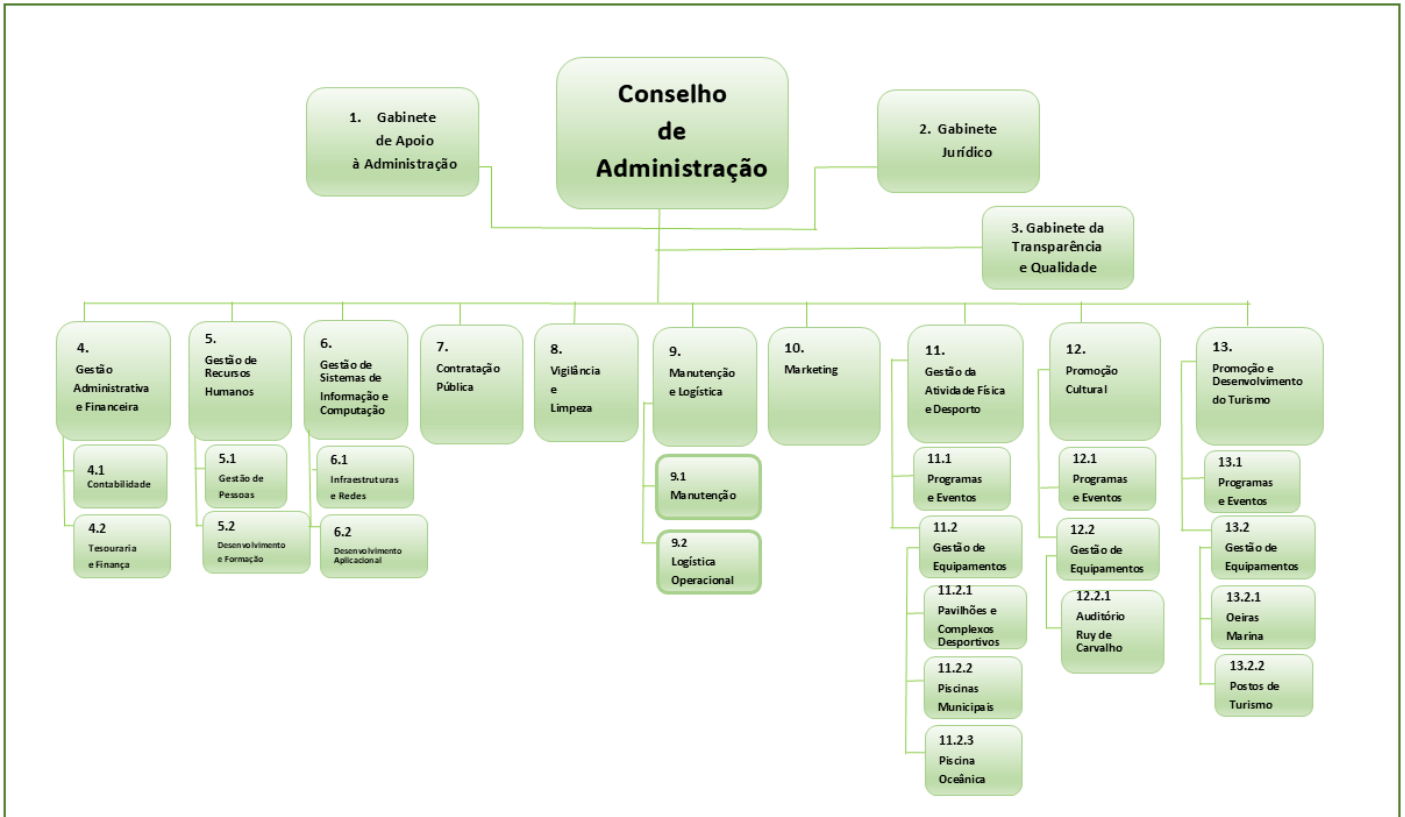 Conselho
de
Administração
1. Gabinete
de Apoio
à Administração
2. Gabinete
Jurídico
3. Gabinete da
Transparência
e Qualidade
4.
Gestão
Administrativa
e Financeira
4.1
Contabilidade
4.2
Tesouraria
e Finança
5.
Gestão de
Recursos
Humanos
5.1
Gestão de
Pessoas
5.2
Desenvolvimento
e Formação
6.
Gestão de
Sistemas de
Informação e
Computação
6.1
Infraestruturas
e Redes
6.2
Desenvolvimento
Aplicacional
7.
Contratação
Pública
8.
Vigilância
e
Limpeza
9.
Manutenção
e Logística
9.1
Manutenção
9.2
Logística
Operacional
10.
Marketing
11.
Gestão da
Atividade Física
e Desporto
11.1
Programas
e Eventos
11.2
Gestão de
Equipamentos
11.2.1
Pavilhões e
Complexos
Desportivos
11.2.2
Piscinas
Municipais
11.2.3
Piscina
Oceânica
12.
Promoção
Cultural
12.1
Programas
e Eventos
12.2
Gestão de
Equipamentos
12.2.1
Auditório
Ruy de
Carvalho
13.
Promoção e
Desenvolvimento
do Turismo
13.1
Programas
e Eventos
13.2
Gestão de
Equipamentos
13.2.1
Oeiras
Marina
13.2.2
Postos de
Turismo